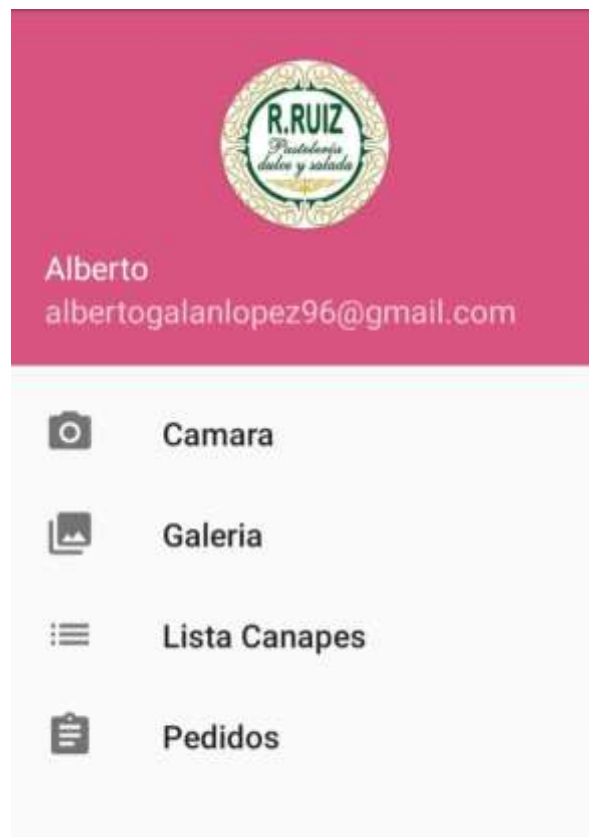 R.RUIZ
Pastelería
dulce y salada
Alberto
albertogalanlopez96@gmail.com
Camara
Galeria
Lista Canapes
Pedidos